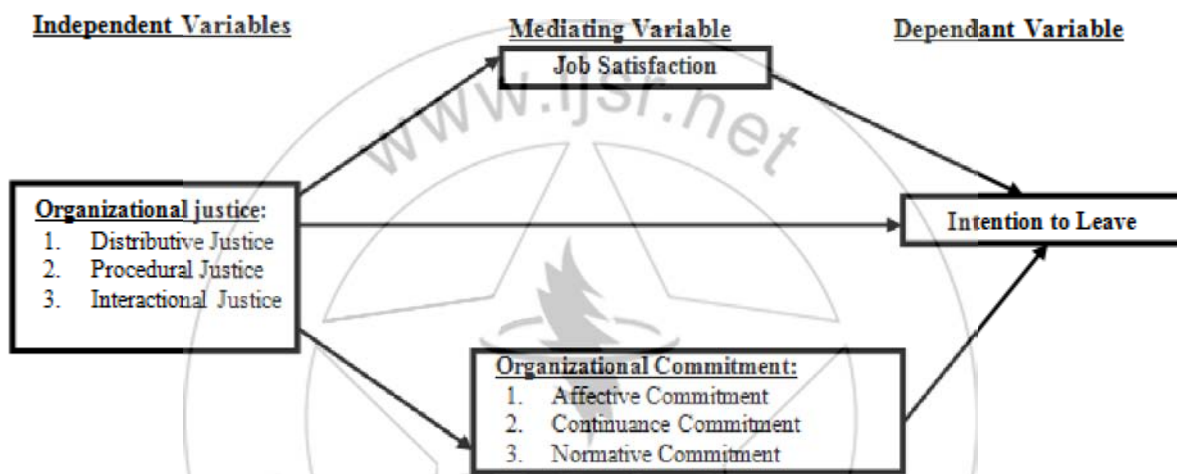 Independent Variables
Mediating Variable
Dependant Variable
Job Satisfaction
www.ijsr.net
Organizational justice:
1. Distributive Justice
2. Procedural Justice
3. Interactional Justice
Intention to Leave
Organizational Commitment:
1. Affective Commitment
2. Continuance Commitment
3. Normative Commitment